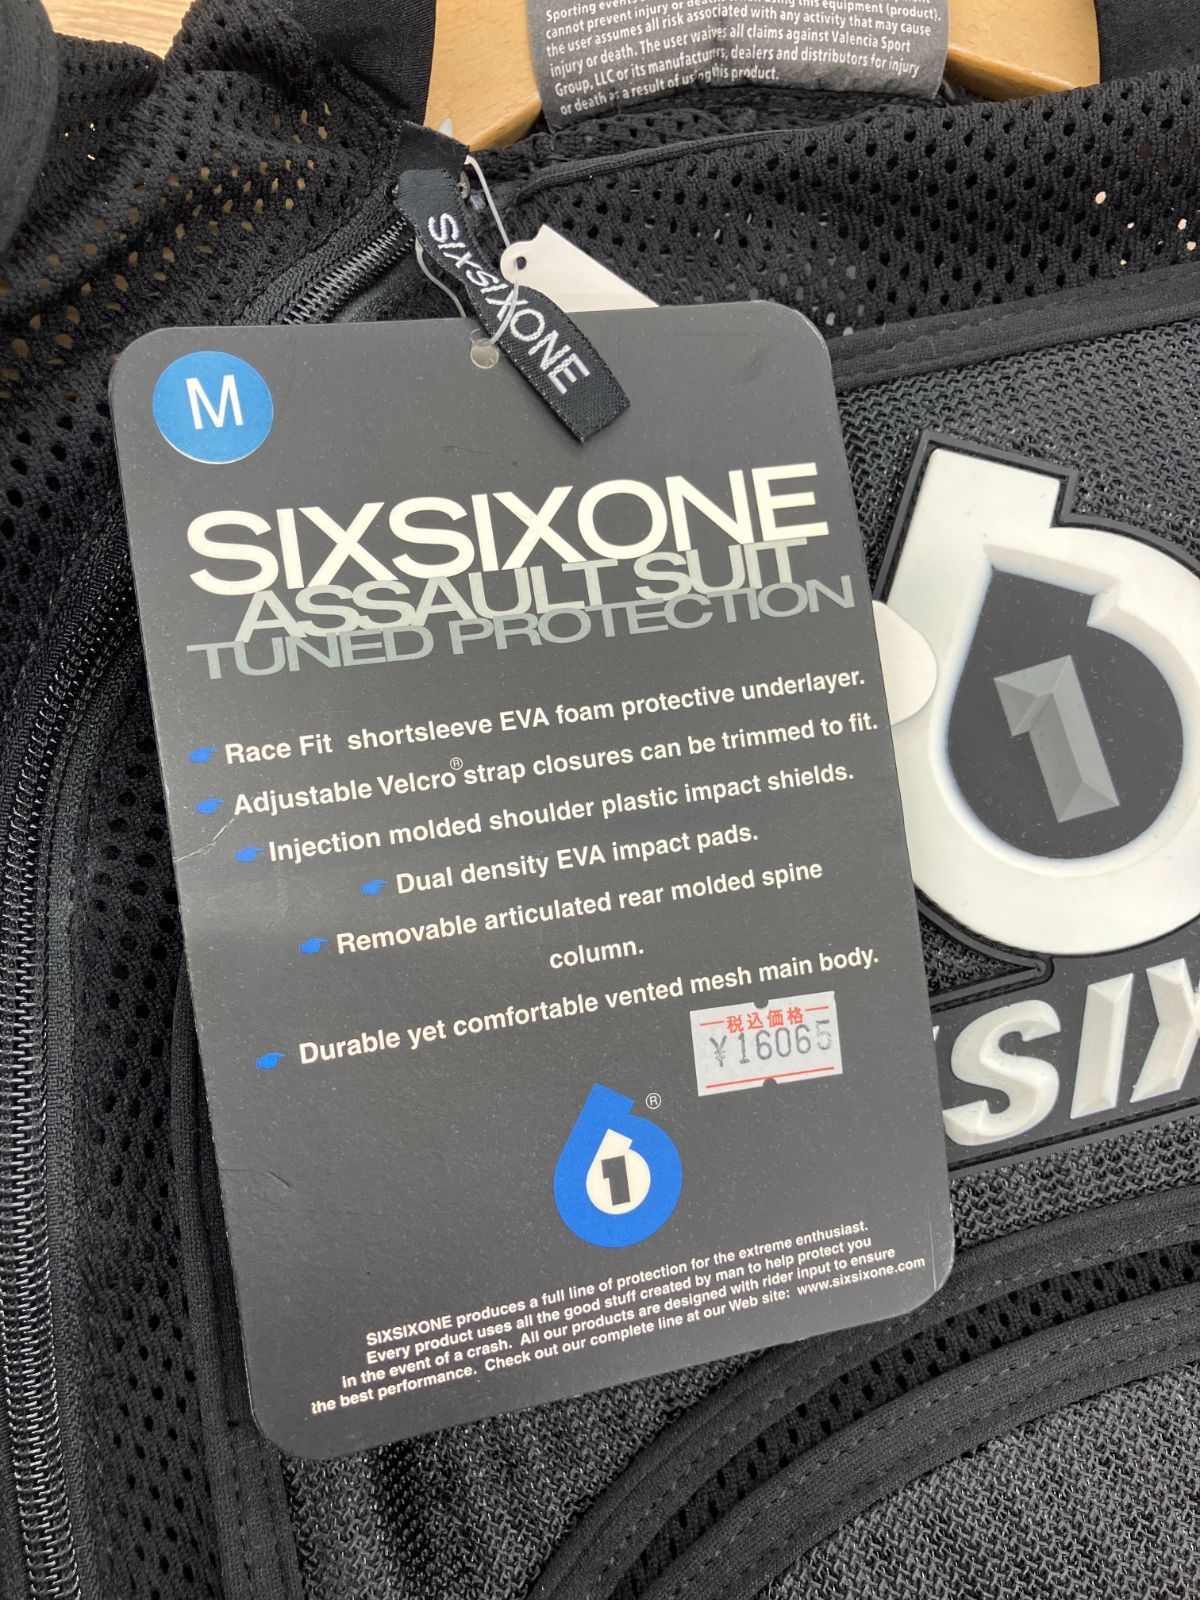 Sporting events
using this equipment (product).
cannot prevent injury or
the user assumes all risk associated with any activity that may cause
injury or death. The user waives all claims against Valencia Sport
Group, LLC or its manufacturers, dealers and distributors for injury
or death as a result of using this product.
SIXSIXONE
M
SIXSIXONE
ASSAULT SUIT
TUNED PROTECTION
Race Fit shortsleeve EVA foam protective underlayer.
Adjustable Velcro® strap closures can be trimmed to fit.
Injection molded shoulder plastic impact shields.
Dual density EVA impact pads.
Removable articulated rear molded spine
column.
Durable yet comfortable vented mesh main body.
税込価格
¥16065
6 1 ®
SIXSIXONE produces a full line of protection for the extreme enthusiast.
Every product uses all the good stuff created by man to help protect you
in the event of a crash. All our products are designed with rider input to ensure
the best performance. Check out our complete line at our Web site: www.sixsixone.com
6 1
SIX